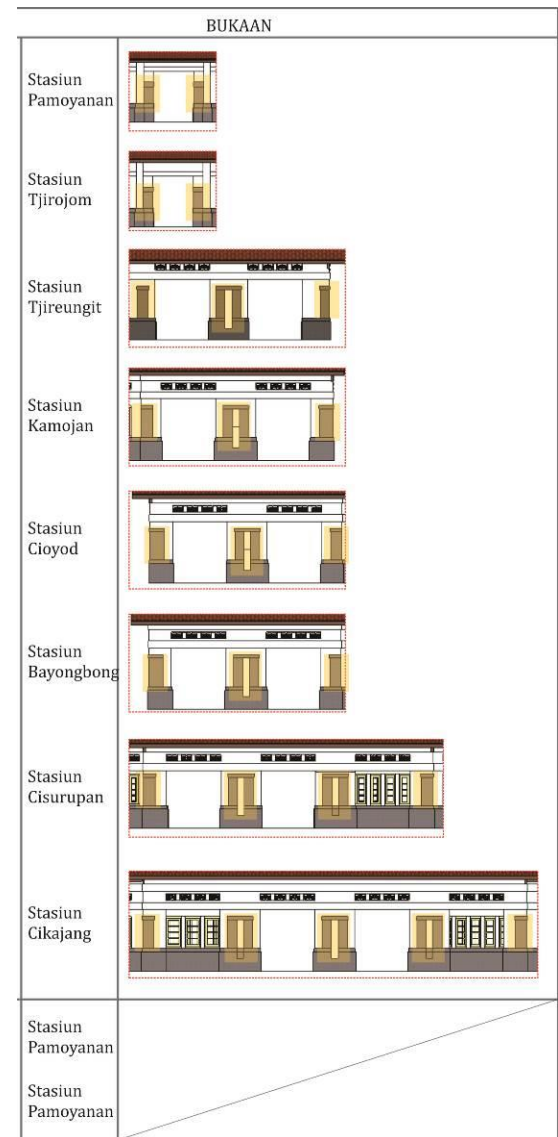 BUKAAN
Stasiun
Pamoyanan
Stasiun
Tjirojom
Stasiun
Tjireungit
Stasiun
Kamojan
Stasiun
Cioyod
Stasiun
Bayongbong
Stasiun
Cisurupan
Stasiun
Cikajang
Stasiun
Pamoyanan
Stasiun
Pamoyanan